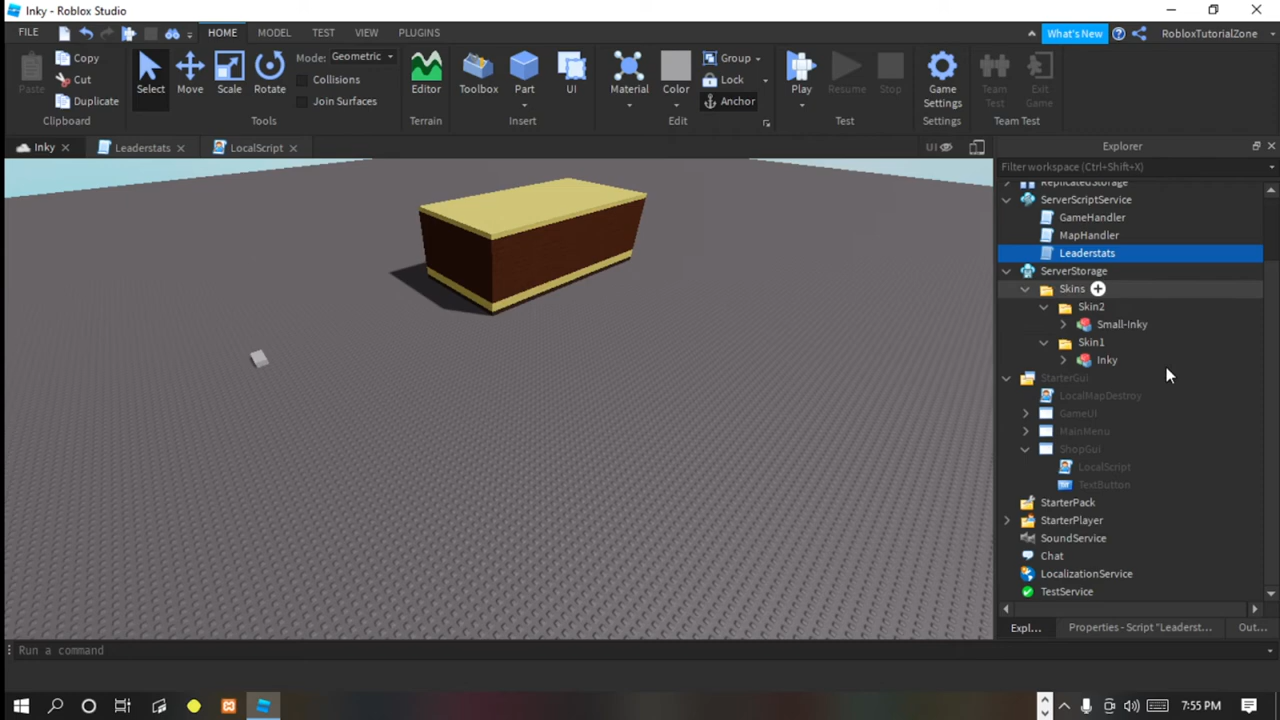 Inky - Roblox Studio
FILE HOME MODEL TEST VIEW PLUGINS What's New RobloxTutorialZone
Paste Copy Cut Duplicate Clipboard
Select Move Scale Rotate Mode: Geometric Collisions Join Surfaces Tools
Editor Terrain
Toolbox Part UI Insert
Material Color Group Lock Anchor Edit
Play Resume Stop Test
Game Settings Settings
Team Test Exit Game Team Test
Inky Leaderstats LocalScript UI
Explorer
Filter workspace (Ctrl+Shift+X)
ReplicatedStorage
ServerScriptService
GameHandler
MapHandler
Leaderstats
ServerStorage
Skins
Skin2
Small-Inky
Skin1
Inky
StarterGui
LocalMapDestroy
GameUI
MainMenu
ShopGui
LocalScript
TextButton
StarterPack
StarterPlayer
SoundService
Chat
LocalizationService
TestService
Expl... Properties - Script "Leaderst... Out...
Run a command
7:55 PM